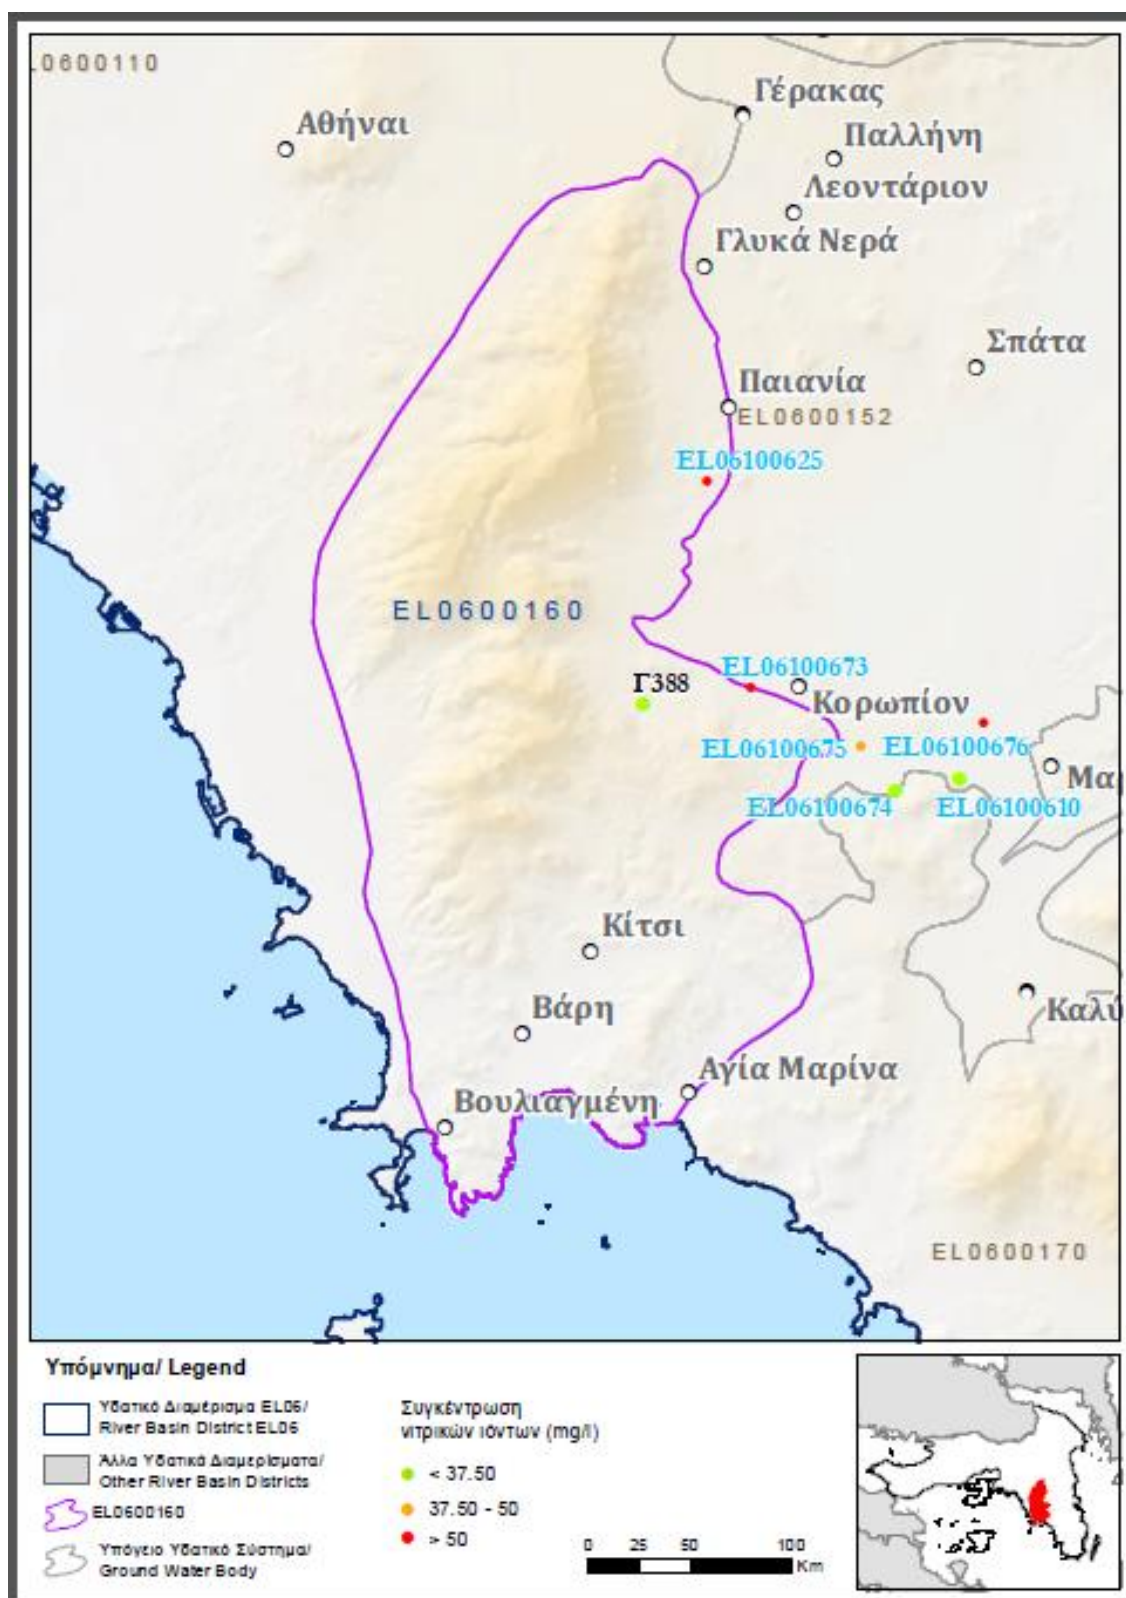 L0600110
Γέρακας
Αθήναι
Παλλήνη
Λεοντάριον
Γλυκά Νερά
Σπάτα
Παιανία
EL0600152
EL06100625
EL0600160
EL06100673
Γ388
Κορωπίον
EL06100675
EL06100676
Μαρ
EL06100674
EL06100610
Κίτσι
Βάρη
Καλύ
Αγία Μαρίνα
Βουλιαγμένη
EL0600170
Υπόμνημα/ Legend
Υδατικό Διαμέρισμα EL06/
River Basin District EL06
Άλλα Υδατικά Διαμερίσματα/
Other River Basin Districts
EL0600160
Υπόγειο Υδατικό Σύστημα/
Ground Water Body
Συγκέντρωση
νιτρικών ιόντων (mg/l)
< 37.50
37.50 - 50
> 50
0 25 50 100
Km